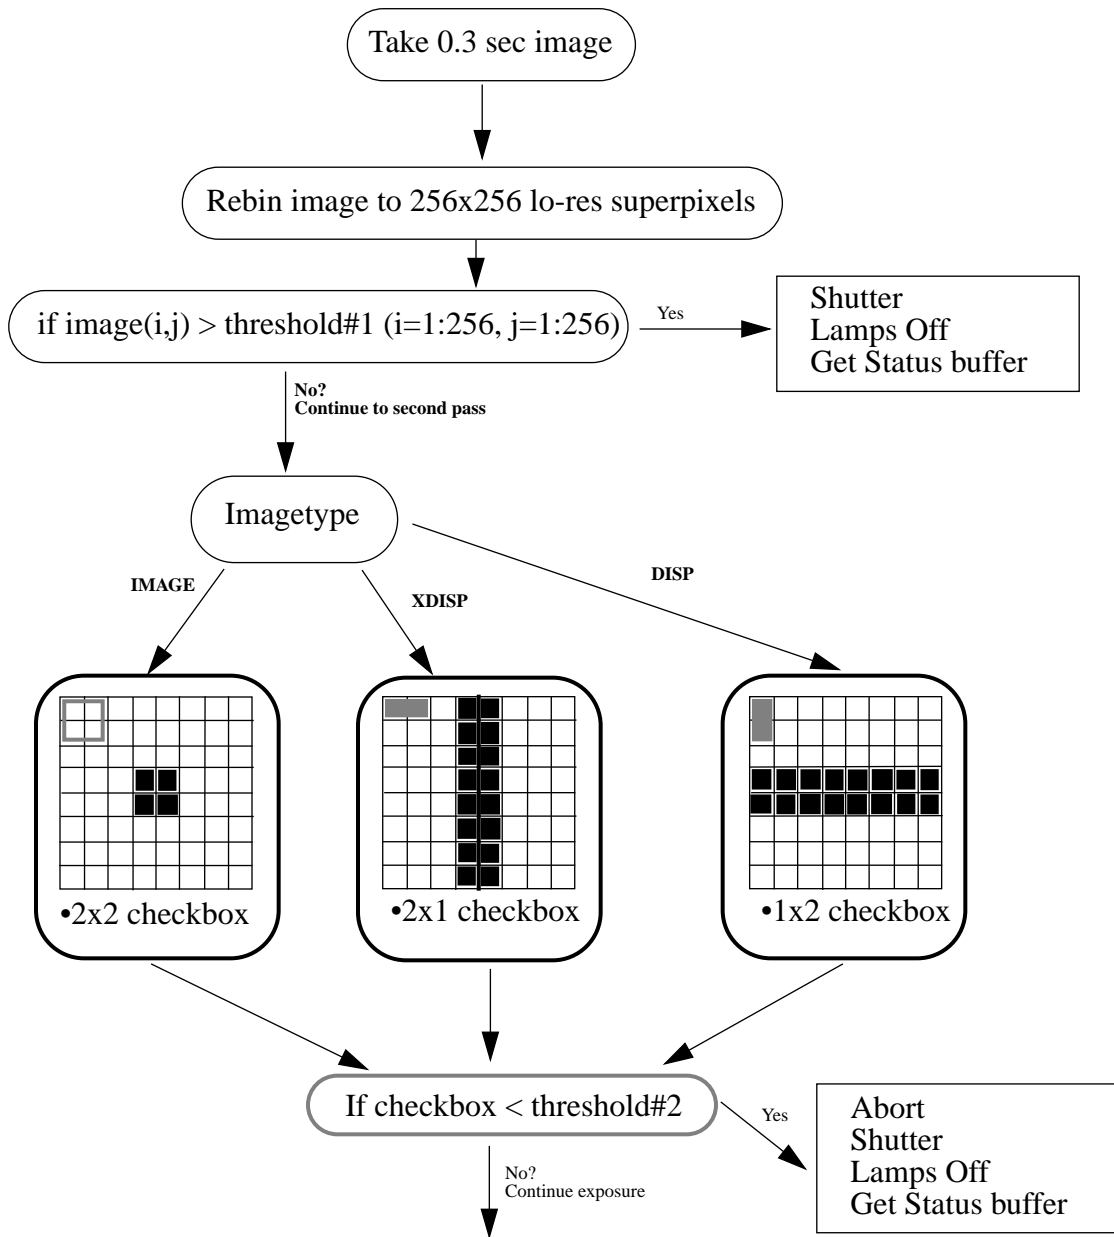 Take 0.3 sec image
Rebin image to 256x256 lo-res superpixels
if image(i,j) > threshold#1 (i=1:256, j=1:256)
Yes
Shutter
Lamps Off
Get Status buffer
No?
Continue to second pass
Imagetype
IMAGE
XDISP
DISP
•2x2 checkbox
•2x1 checkbox
•1x2 checkbox
If checkbox < threshold#2
Yes
Abort
Shutter
Lamps Off
Get Status buffer
No?
Continue exposure